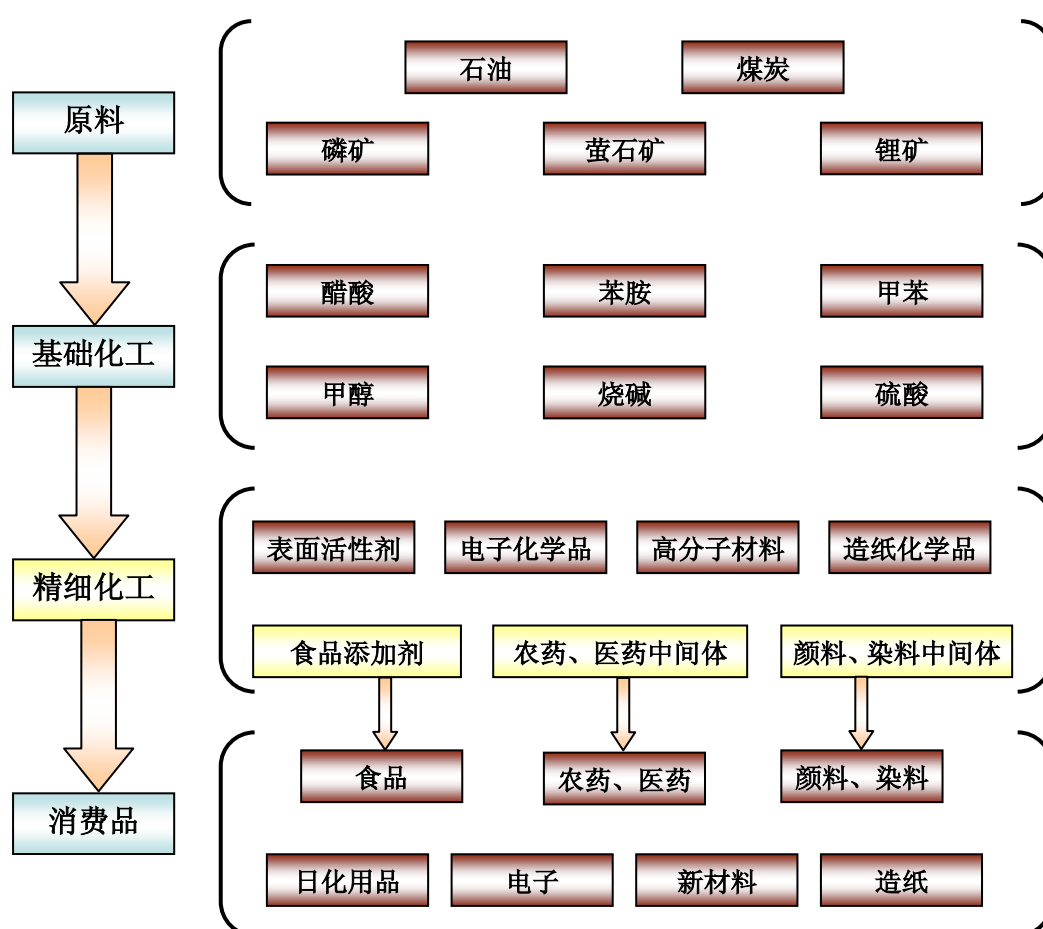 石油 煤炭
原料
磷矿 萤石矿 锂矿
醋酸 苯胺 甲苯
基础化工
甲醇 烧碱 硫酸
表面活性剂 电子化学品 高分子材料 造纸化学品
精细化工
食品添加剂 农药、医药中间体 颜料、染料中间体
食品 农药、医药 颜料、染料
消费品
日化用品 电子 新材料 造纸